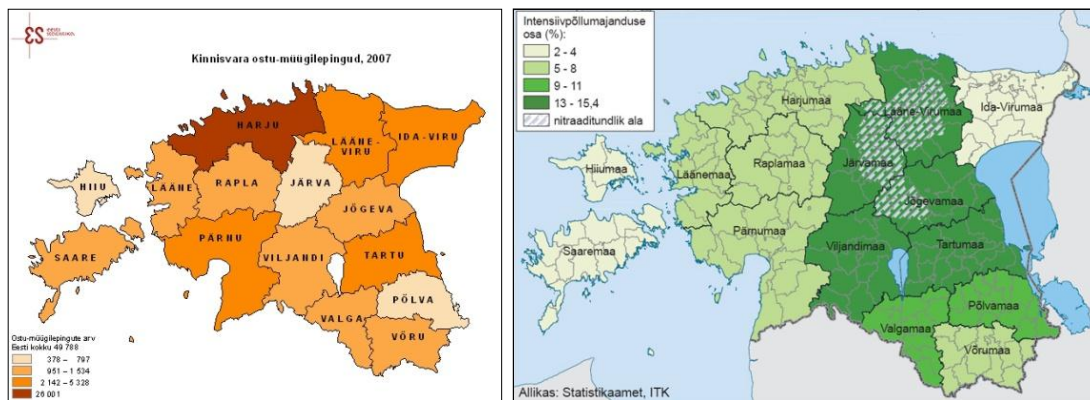 ES
Kinnisvara ostu-müügilepingud, 2007
HARJU
LÄÄNE-
VIRU
IDA-VIRU
HIIU
LÄÄNE
RAPLA
JÄRVA
JÕGEVA
SAARE
PÄRNU
VILJANDI
TARTU
PÕLVA
VALGA
VÕRU
Ostu-müügilepingute arv
Eesti kokku 49 788
378 – 797
951 – 1 534
2 142 – 5 328
26 001
Intensiivpõllumajanduse
osa (%):
2 - 4
5 - 8
9 - 11
13 - 15,4
nitraaditundlik ala
Harjumaa
Lääne-Virumaa
Ida-Virumaa
Hiiumaa
Läänemaa
Raplamaa
Järvamaa
Jõgevamaa
Saaremaa
Pärnumaa
Viljandimaa
Tartumaa
Põlvamaa
Valgamaa
Võrumaa
Allikas: Statistikaamet, ITK